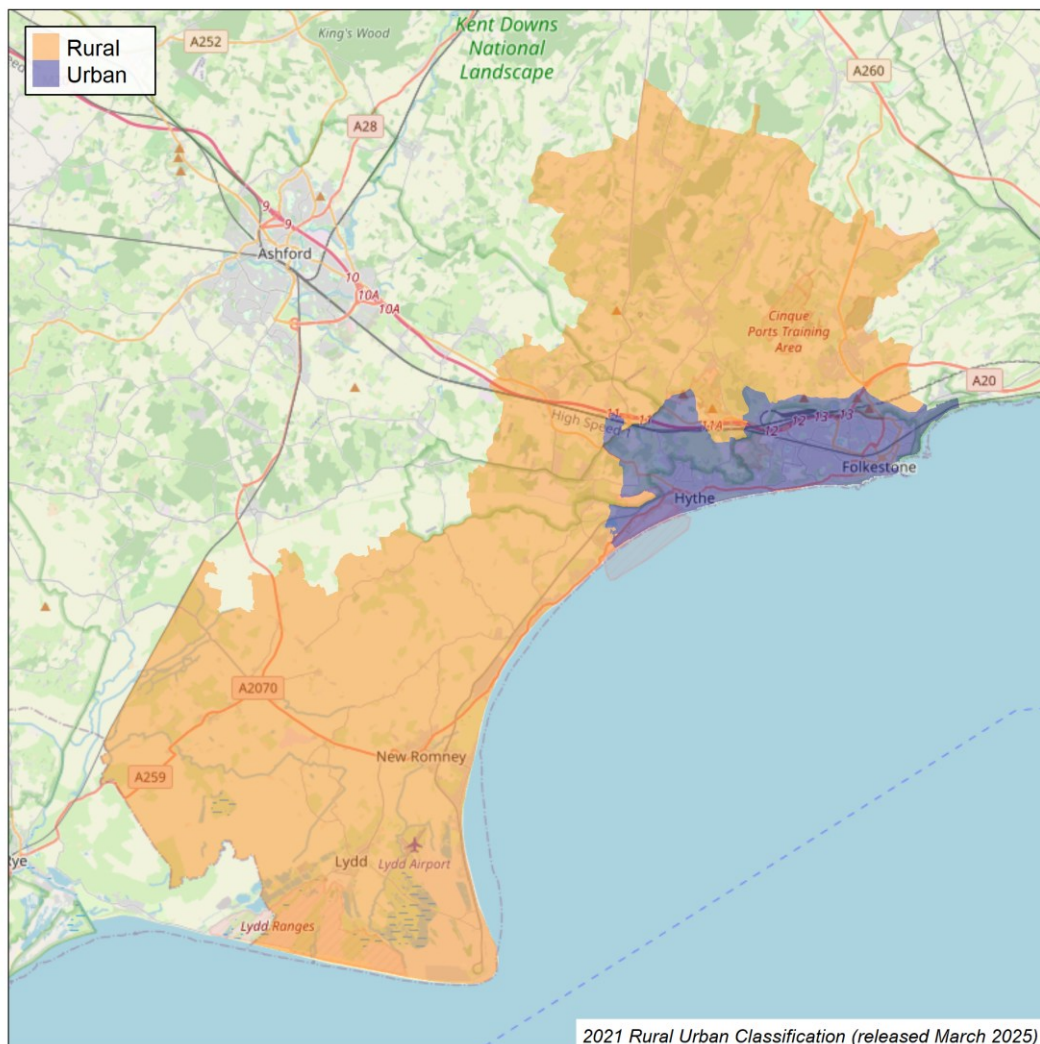 Rural
Urban
A252
King's Wood
Kent Downs
National
Landscape
A260
A28
9
9
Ashford
10
10A
10A
Cinque
Ports Training
Area
A20
High Speed 1
11
11
11A
12
12
13
13
Folkestone
Hythe
A2070
New Romney
A259
Rye
Lydd
Lydd Airport
Lydd Ranges
2021 Rural Urban Classification (released March 2025)